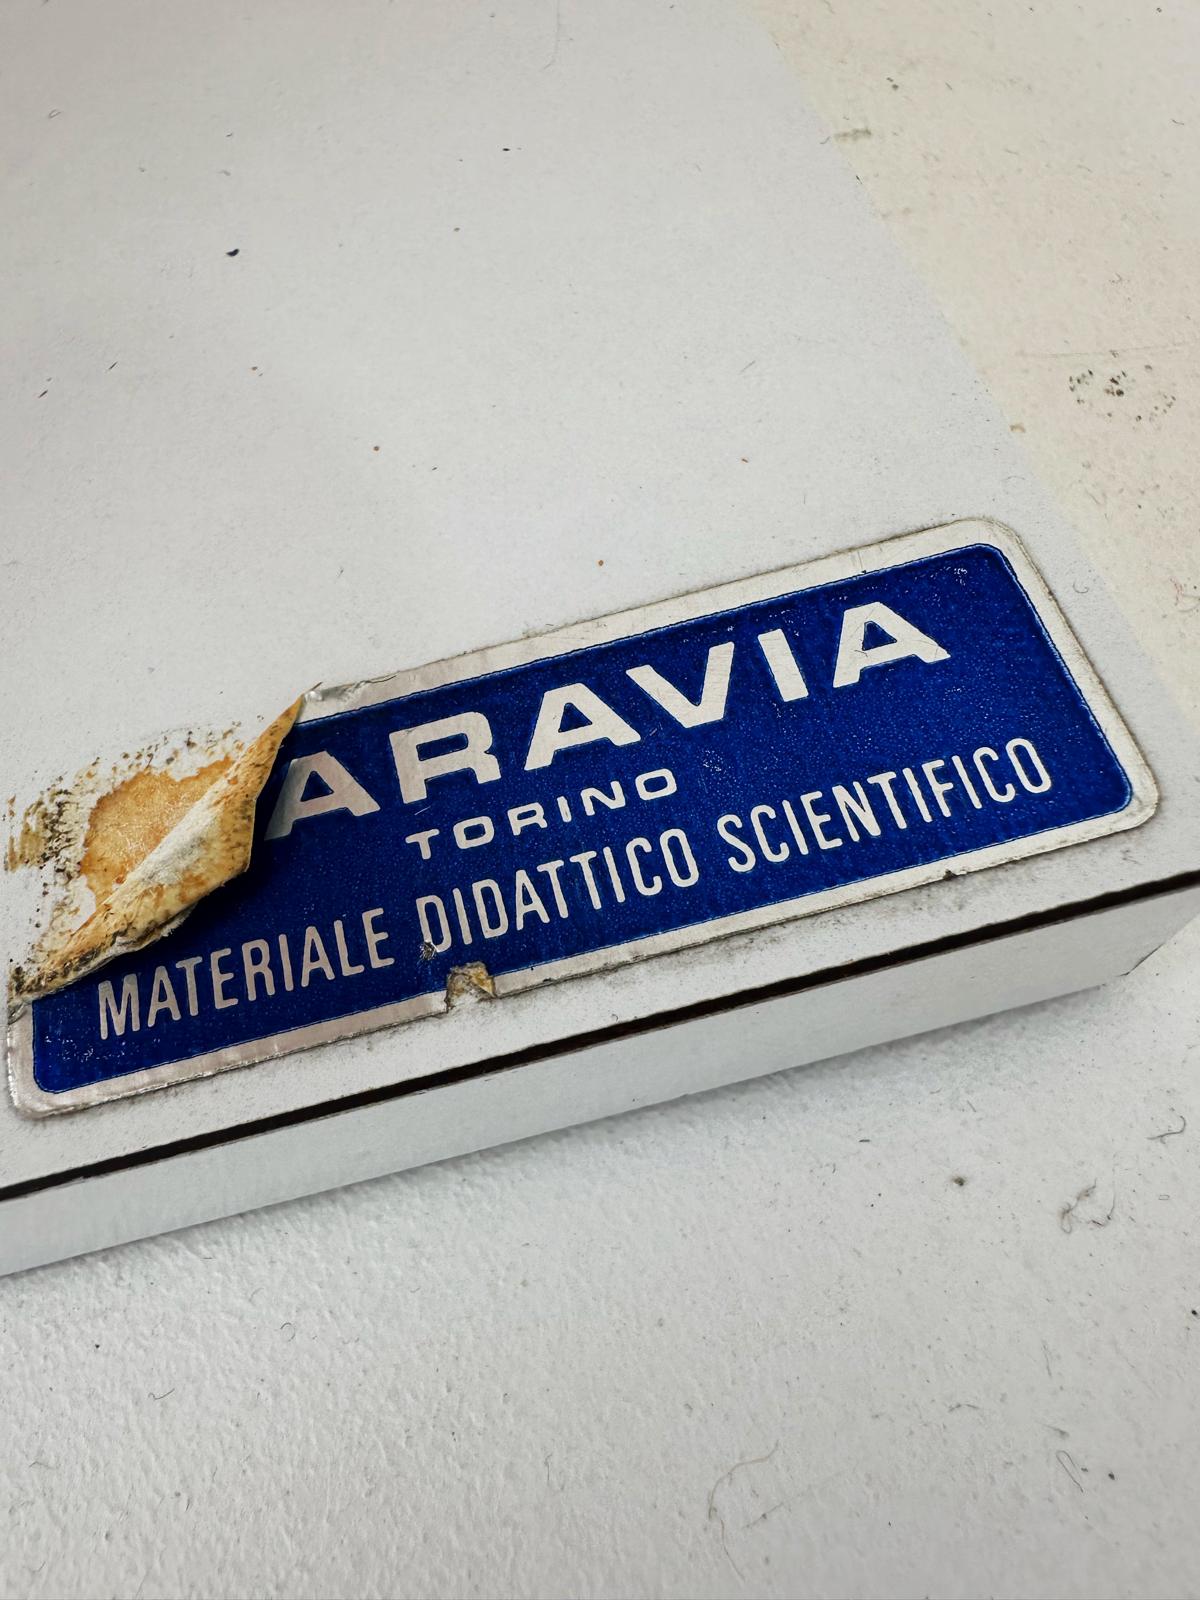 ARAVIA
TORINO
MATERIALE DIDATTICO SCIENTIFICO